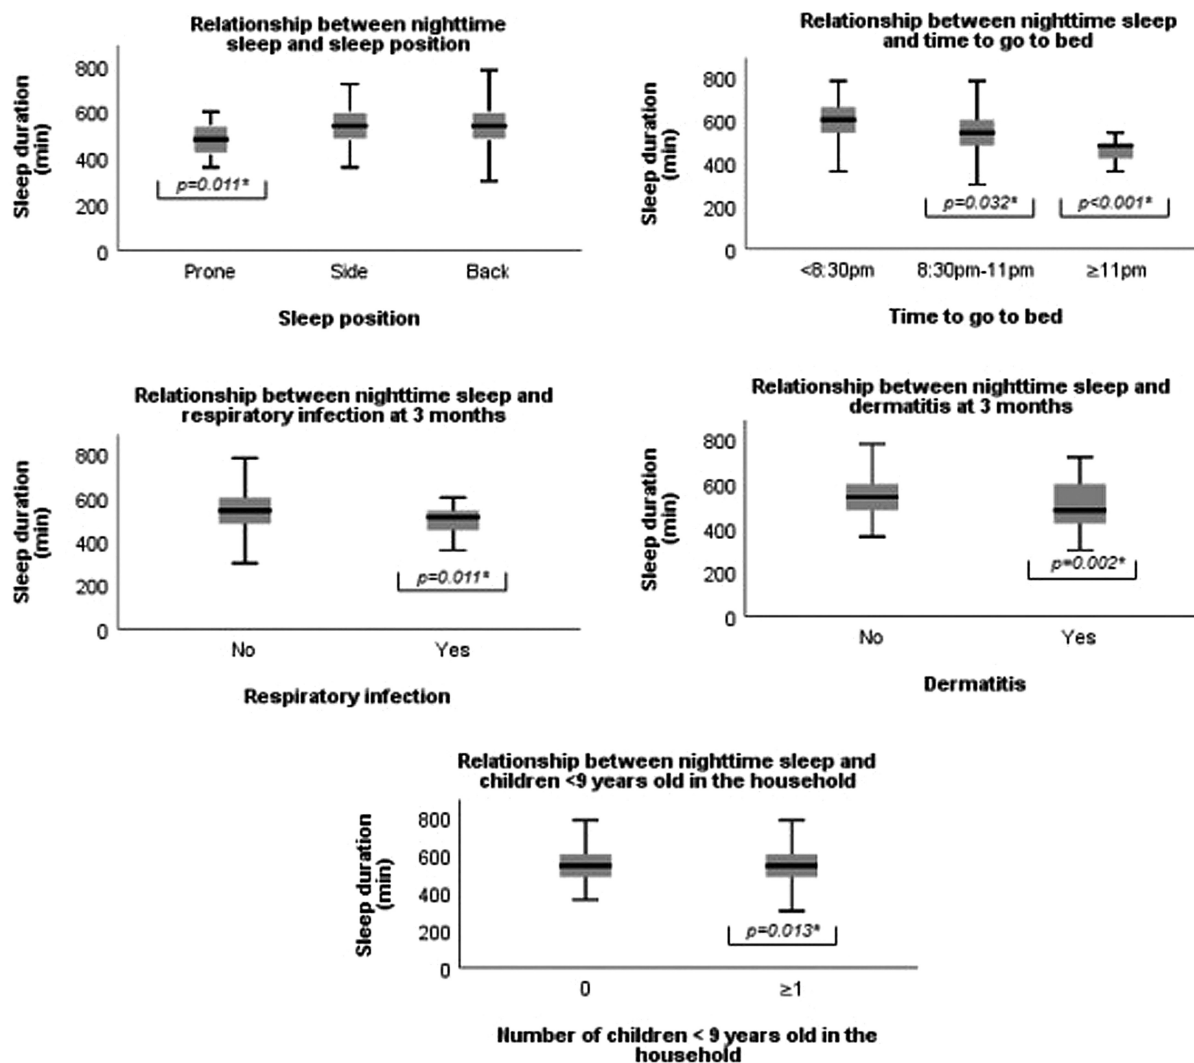 Relationship between nighttime
sleep and sleep position
Sleep duration
(min)
800
600
400
200
0
p=0.011*
Prone
Side
Back
Sleep position
Relationship between nighttime sleep
and time to go to bed
Sleep duration
(min)
800
600
400
200
0
p=0.032*
p<0.001*
<8:30pm
8:30pm-11pm
≥11pm
Time to go to bed
Relationship between nighttime sleep and
respiratory infection at 3 months
Sleep duration
(min)
800
600
400
200
0
p=0.011*
No
Yes
Respiratory infection
Relationship between nighttime sleep and
dermatitis at 3 months
Sleep duration
(min)
800
600
400
200
0
p=0.002*
No
Yes
Dermatitis
Relationship between nighttime sleep and
children <9 years old in the household
Sleep duration
(min)
800
600
400
200
0
p=0.013*
0
≥1
Number of children < 9 years old in the
household